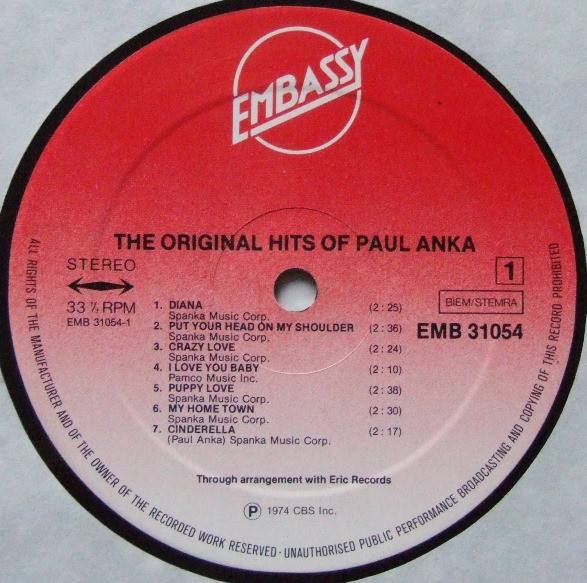 EMBASSY
THE ORIGINAL HITS OF PAUL ANKA
STEREO
33 ⅓ RPM
EMB 31054-1
1
BIEM/STEMRA
EMB 31054
1. DIANA (2 : 25)
Spanka Music Corp.
2. PUT YOUR HEAD ON MY SHOULDER (2 : 36)
Spanka Music Corp.
3. CRAZY LOVE (2 : 24)
Spanka Music Corp.
4. I LOVE YOU BABY (2 : 10)
Pamco Music Inc.
5. PUPPY LOVE (2 : 38)
Spanka Music Corp.
6. MY HOME TOWN (2 : 30)
Spanka Music Corp.
7. CINDERELLA (2 : 17)
(Paul Anka) Spanka Music Corp.
Through arrangement with Eric Records
Ⓟ 1974 CBS Inc.
ALL RIGHTS OF THE MANUFACTURER AND OF THE OWNER OF THE RECORDED WORK RESERVED · UNAUTHORISED PUBLIC PERFORMANCE BROADCASTING AND COPYING OF THIS RECORD PROHIBITED